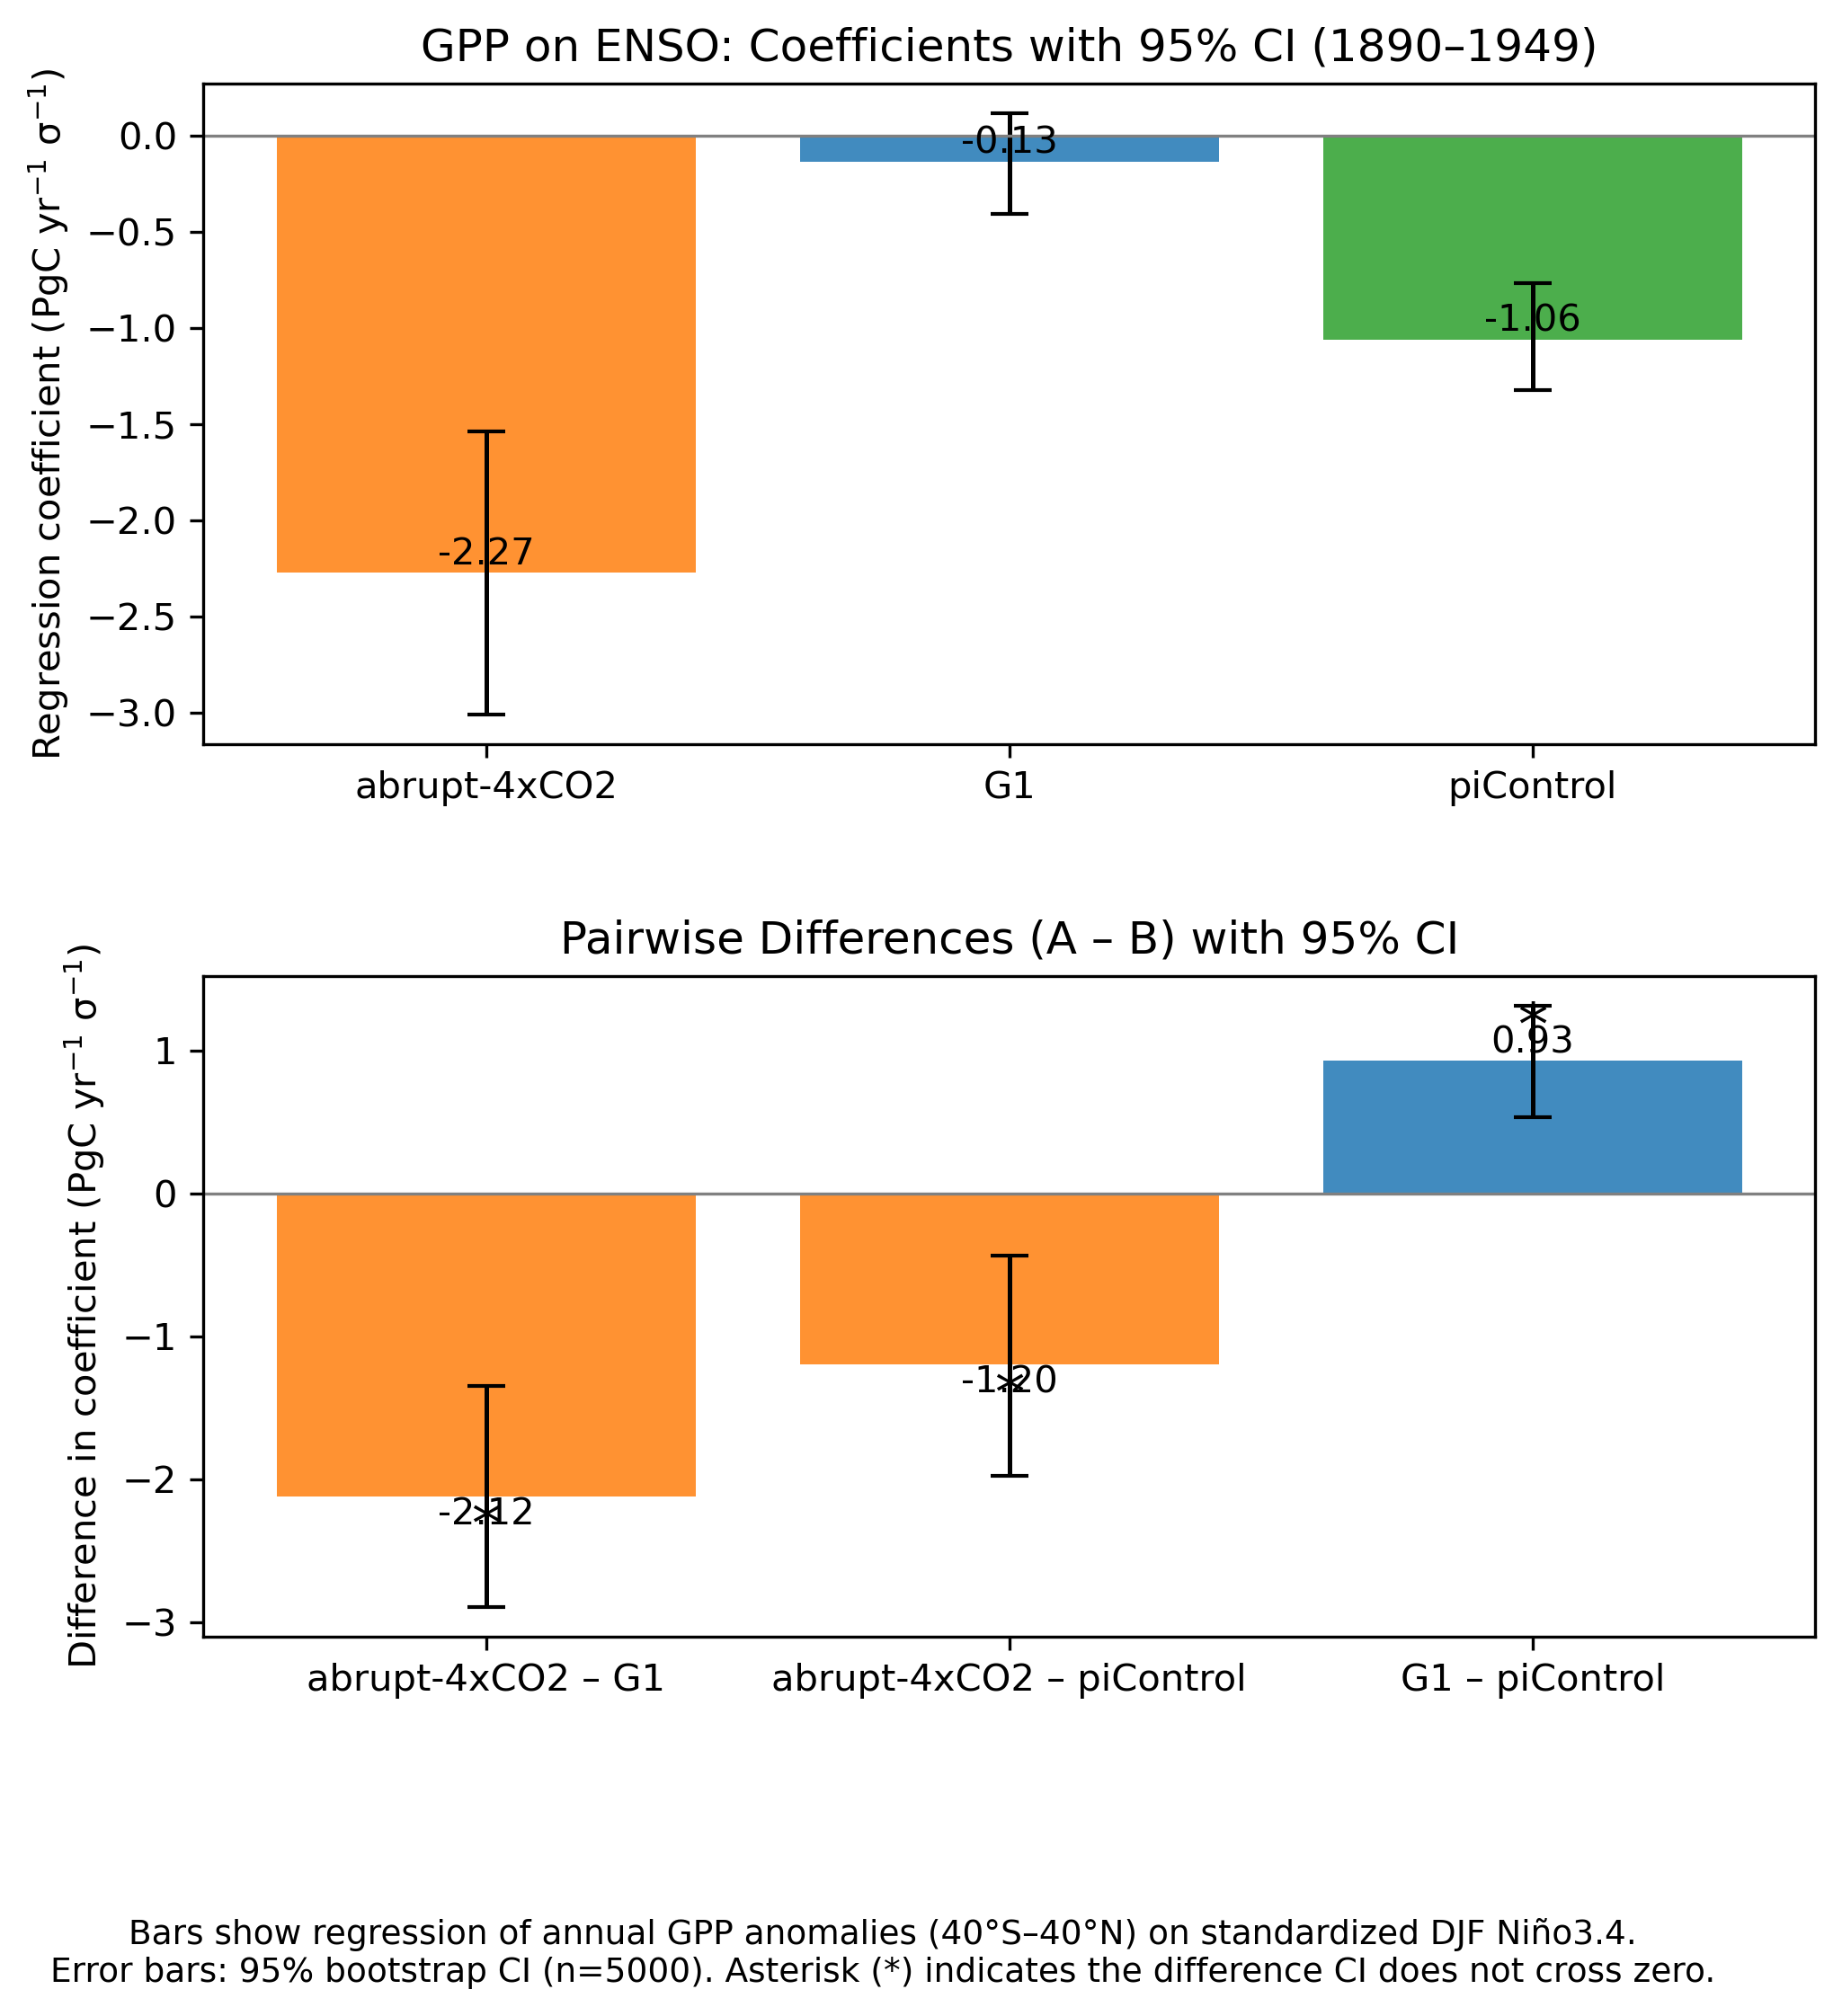 GPP on ENSO: Coefficients with 95% CI (1890–1949)
Regression coefficient (PgC yr⁻¹ σ⁻¹)
0.0
−0.5
−1.0
−1.5
−2.0
−2.5
−3.0
-2.27
-0.13
-1.06
abrupt-4xCO2
G1
piControl
Pairwise Differences (A – B) with 95% CI
Difference in coefficient (PgC yr⁻¹ σ⁻¹)
1
0
−1
−2
−3
-2.12
*
-1.20
*
*
0.93
abrupt-4xCO2 – G1
abrupt-4xCO2 – piControl
G1 – piControl
Bars show regression of annual GPP anomalies (40°S–40°N) on standardized DJF Niño3.4.
Error bars: 95% bootstrap CI (n=5000). Asterisk (*) indicates the difference CI does not cross zero.